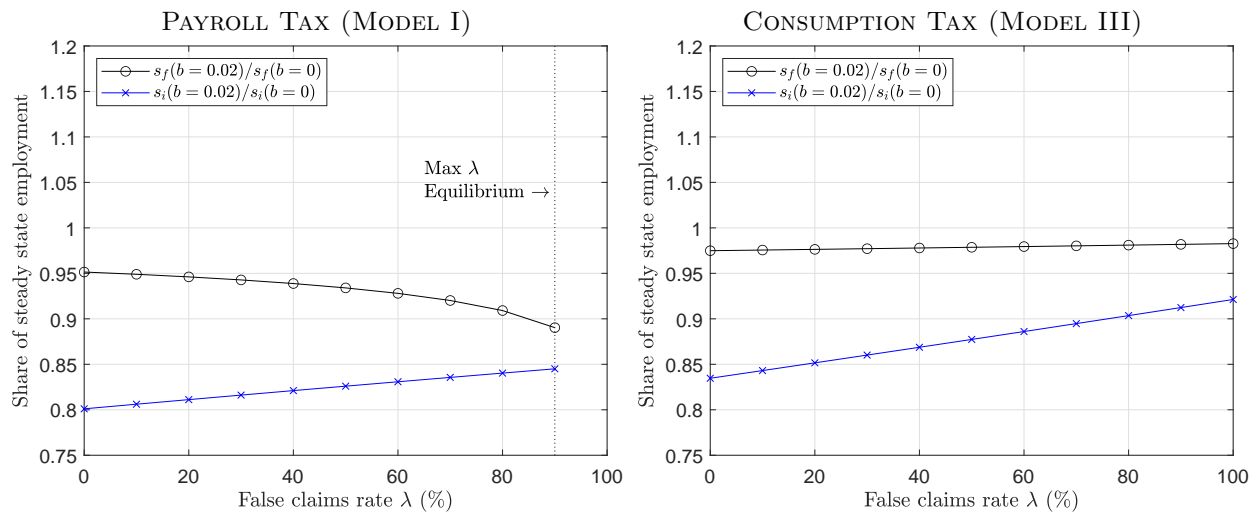 PAYROLL TAX (MODEL I)
1.2
1.15
1.1
1.05
1
0.95
0.9
0.85
0.8
0.75
Share of steady state employment
s_f(b = 0.02)/s_f(b = 0)
s_i(b = 0.02)/s_i(b = 0)
Max λ
Equilibrium →
0 20 40 60 80 100
False claims rate λ (%)
CONSUMPTION TAX (MODEL III)
1.2
1.15
1.1
1.05
1
0.95
0.9
0.85
0.8
0.75
Share of steady state employment
s_f(b = 0.02)/s_f(b = 0)
s_i(b = 0.02)/s_i(b = 0)
0 20 40 60 80 100
False claims rate λ (%)